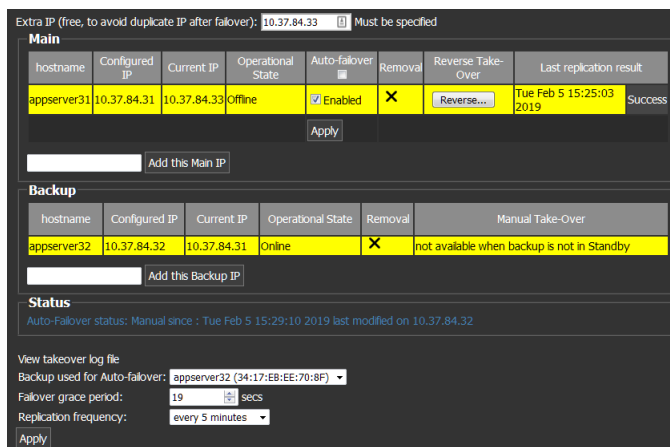 Extra IP (free, to avoid duplicate IP after failover): 10.37.84.33 Must be specified
Main
hostname Configured IP Current IP Operational State Auto-failover Removal Reverse Take-Over Last replication result
appserver31 10.37.84.31 10.37.84.33 Offline Enabled X Reverse... Tue Feb 5 15:25:03 2019 Success
Apply
Add this Main IP
Backup
hostname Configured IP Current IP Operational State Removal Manual Take-Over
appserver32 10.37.84.32 10.37.84.31 Online X not available when backup is not in Standby
Add this Backup IP
Status
Auto-Failover status: Manual since : Tue Feb 5 15:29:10 2019 last modified on 10.37.84.32
View takeover log file
Backup used for Auto-failover: appserver32 (34:17:EB:EE:70:8F)
Failover grace period: 19 secs
Replication frequency: every 5 minutes
Apply